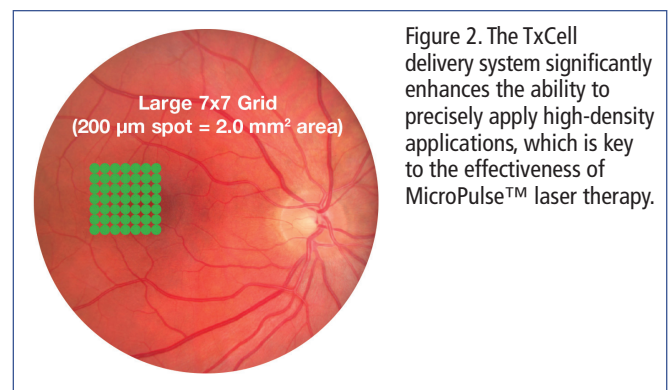 Large 7x7 Grid
(200 µm spot = 2.0 mm² area)
Figure 2. The TxCell
delivery system significantly
enhances the ability to
precisely apply high-density
applications, which is key
to the effectiveness of
MicroPulse™ laser therapy.